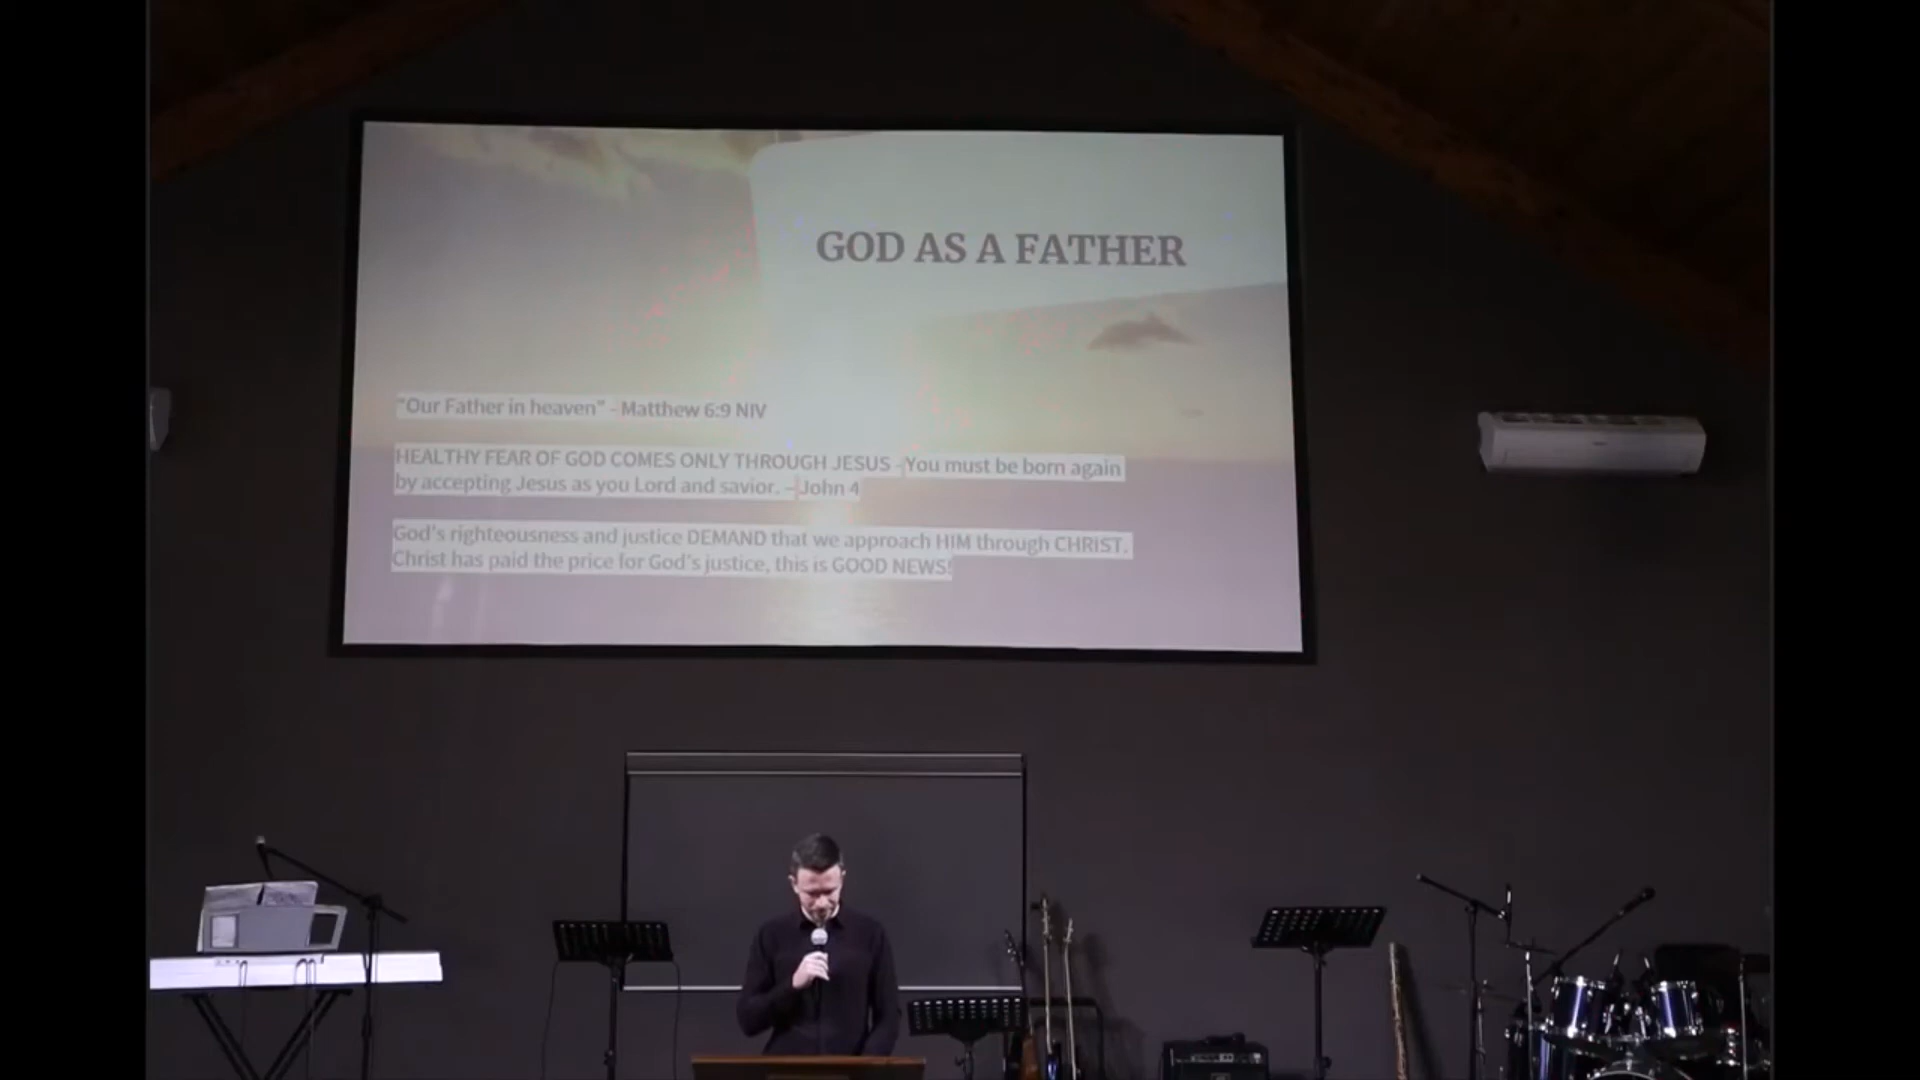 GOD AS A FATHER
"Our Father in heaven" - Matthew 6:9 NIV
HEALTHY FEAR OF GOD COMES ONLY THROUGH JESUS - You must be born again
by accepting Jesus as you Lord and savior. – John 4
God's righteousness and justice DEMAND that we approach HIM through CHRIST.
Christ has paid the price for God's justice, this is GOOD NEWS!